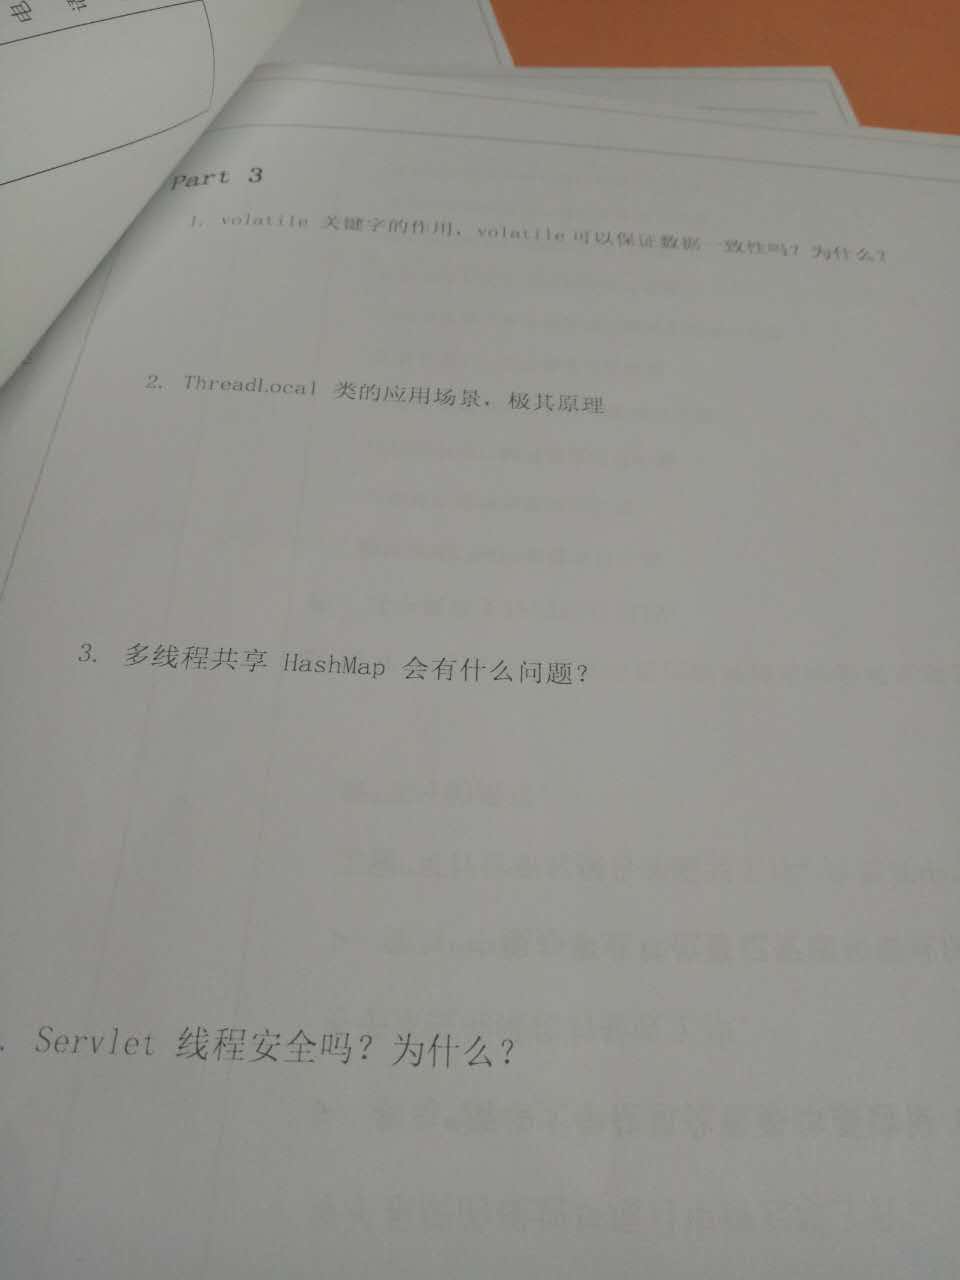 Part 3
1. volatile 关键字的作用，volatile 可以保证数据一致性吗？为什么？
2. ThreadLocal 类的应用场景，极其原理
3. 多线程共享 HashMap 会有什么问题？
. Servlet 线程安全吗？为什么？